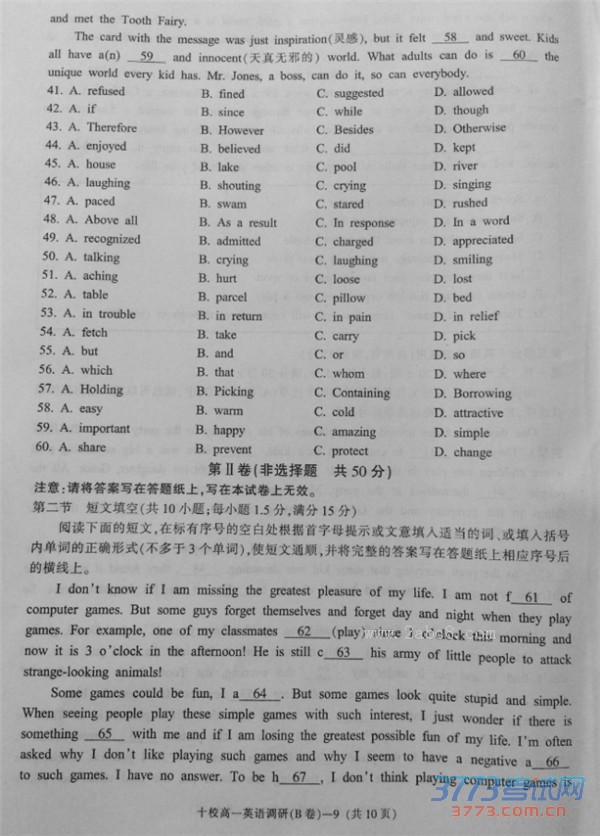 and met the Tooth Fairy.
The card with the message was just inspiration(灵感), but it felt 58 and sweet. Kids
all have a(n) 59 and innocent(天真无邪的) world. What adults can do is 60 the
unique world every kid has. Mr. Jones, a boss, can do it, so can everybody.
41. A. refused B. fined C. suggested D. allowed
42. A. if B. since C. while D. though
43. A. Therefore B. However C. Besides D. Otherwise
44. A. enjoyed B. believed C. did D. kept
45. A. house B. lake C. pool D. river
46. A. laughing B. shouting C. crying D. singing
47. A. paced B. swam C. stared D. rushed
48. A. Above all B. As a result C. In response D. In a word
49. A. recognized B. admitted C. charged D. appreciated
50. A. talking B. crying C. laughing D. smiling
51. A. aching B. hurt C. loose D. lost
52. A. table B. parcel C. pillow D. bed
53. A. in trouble B. in return C. in pain D. in relief
54. A. fetch B. take C. carry D. pick
55. A. but B. and C. or D. so
56. A. which B. that C. whom D. where
57. A. Holding B. Picking C. Containing D. Borrowing
58. A. easy B. warm C. cold D. attractive
59. A. important B. happy C. amazing D. simple
60. A. share B. prevent C. protect D. change
第Ⅱ卷(非选择题 共50分)
注意:请将答案写在答题纸上,写在本试卷上无效。
第二节 短文填空(共10小题;每小题1.5分,满分15分)
阅读下面的短文,在标有序号的空白处根据首字母提示或文意填入适当的词、或填入括号
内单词的正确形式(不多于3个单词),使短文通顺,并将完整的答案写在答题纸上相应序号后
的横线上。
I don't know if I am missing the greatest pleasure of my life. I am not f 61 of
computer games. But some guys forget themselves and forget day and night when they play
games. For example, one of my classmates 62 (play) since 3 o'clock this morning and
now it is 3 o'clock in the afternoon! He is still c 63 his army of little people to attack
strange-looking animals!
Some games could be fun, I a 64 . But some games look quite stupid and simple.
When seeing people play these simple games with such interest, I just wonder if there is
something 65 with me and if I am losing the greatest possible fun of my life. I'm often
asked why I don't like playing such games and why I seem to have a negative a 66
to such games. I have no answer. To be h 67 , I don't think playing computer games is
十校高一英语调研(B卷)—9 (共10页)
3773考试网